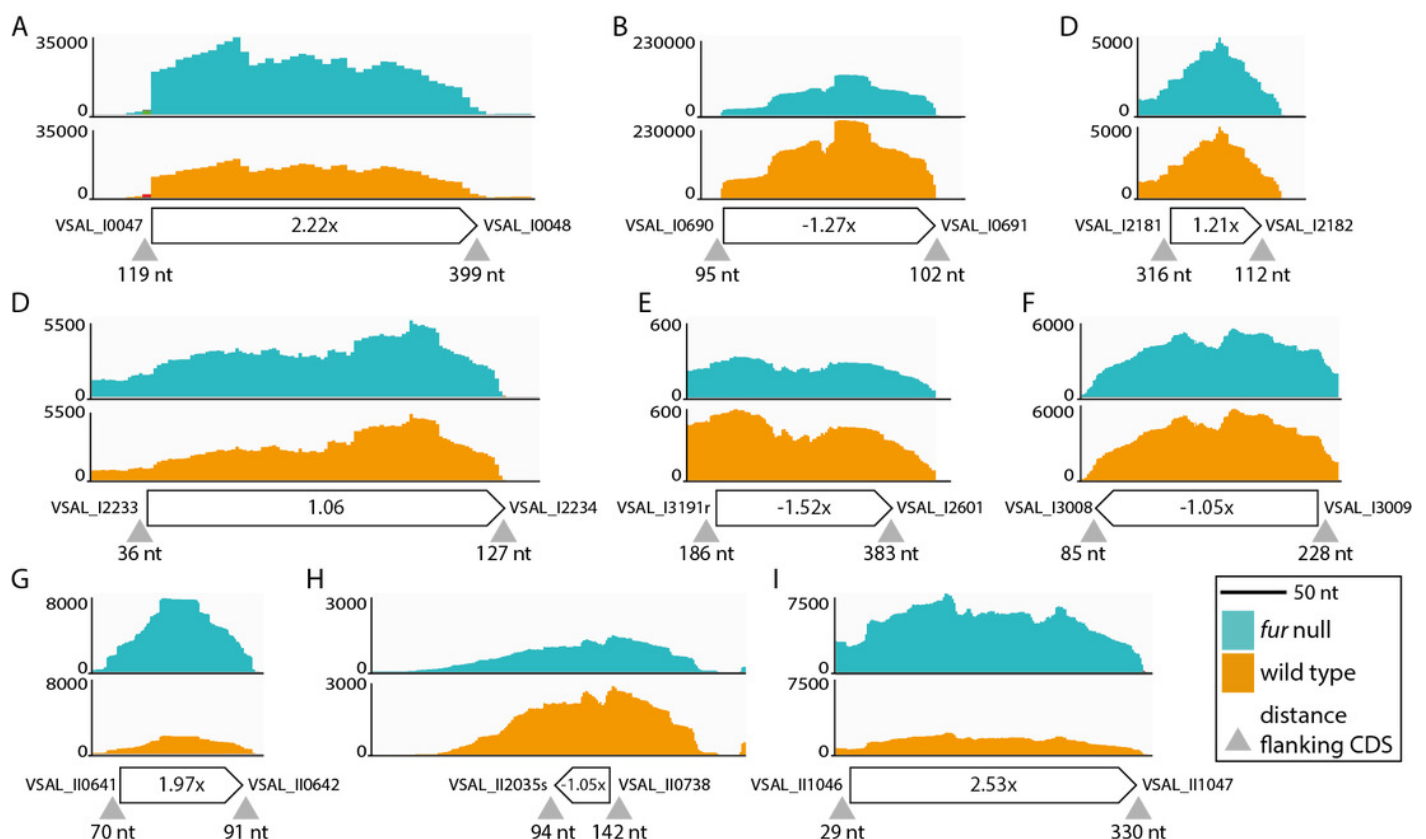 A
35000
0
35000
0
VSAL_I0047 2.22x VSAL_I0048
119 nt 399 nt
B
230000
0
230000
0
VSAL_I0690 -1.27x VSAL_I0691
95 nt 102 nt
D
5000
0
5000
0
VSAL_I2181 1.21x VSAL_I2182
316 nt 112 nt
D
5500
0
5500
0
VSAL_I2233 1.06 VSAL_I2234
36 nt 127 nt
E
600
0
600
0
VSAL_I3191r -1.52x VSAL_I2601
186 nt 383 nt
F
6000
0
6000
0
VSAL_I3008 -1.05x VSAL_I3009
85 nt 228 nt
G
8000
0
8000
0
VSAL_II0641 1.97x VSAL_II0642
70 nt 91 nt
H
3000
0
3000
0
VSAL_II2035s -1.05x VSAL_II0738
94 nt 142 nt
I
7500
0
7500
0
VSAL_II1046 2.53x VSAL_II1047
29 nt 330 nt
50 nt
fur null
wild type
distance
flanking CDS